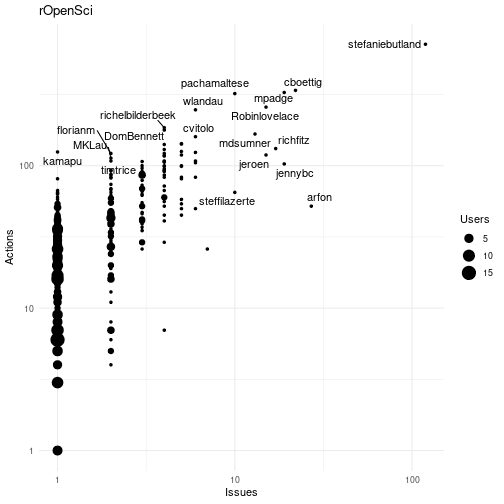 rOpenSci
stefaniebutland
pachamaltese
cboettig
wlandau
mpadge
richelbilderbeek
Robinlovelace
florianm
DomBennett
cvitolo
MKLau
mdsumner
richfitz
kamapu
timtrice
jeroen
jennybc
steffilazerte
arfon
100
10
1
Actions
1
10
100
Issues
Users
5
10
15